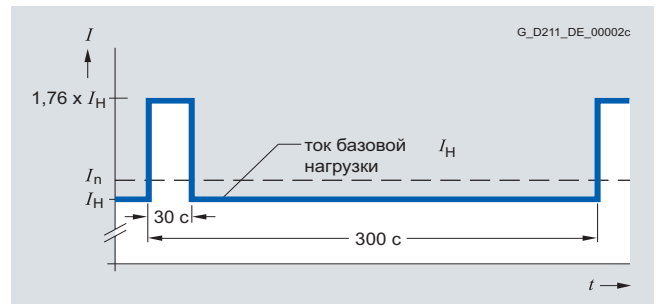 G_D211_DE_00002c
I
1,76 x IH
ток базовой IH
нагрузки
In
IH
30 с
300 с
t